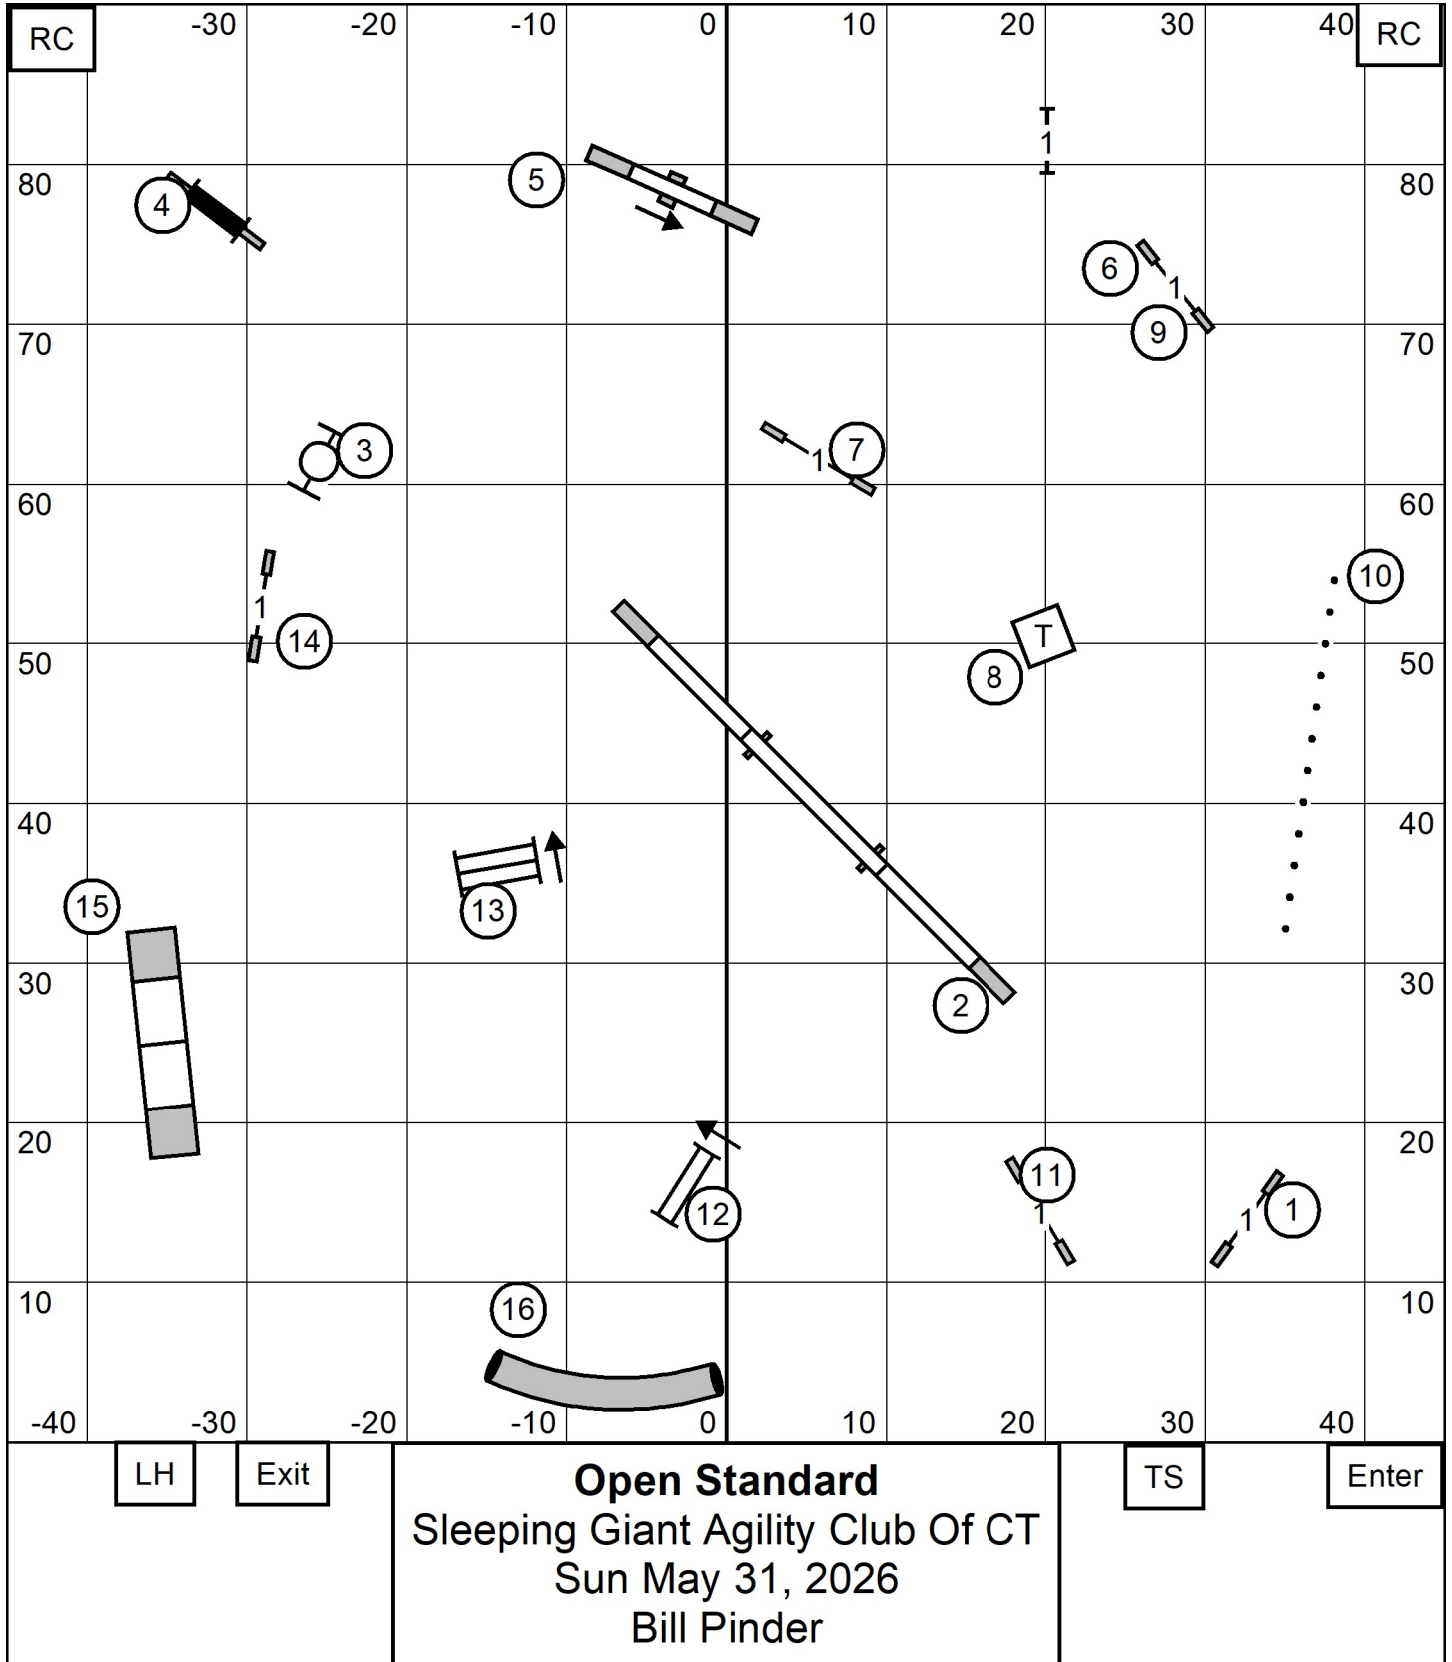 RC -30 -20 -10 0 10 20 30 40 RC
1
80 4 5 80
6
1
70 9 70
3 1 7
60 60
10
1
14 T
50 8 50
40 40
15 13
30 2 30
20 20
11
12 1 1 1
10 16 10
-40 -30 -20 -10 0 10 20 30 40
LH Exit TS Enter
Open Standard
Sleeping Giant Agility Club Of CT
Sun May 31, 2026
Bill Pinder